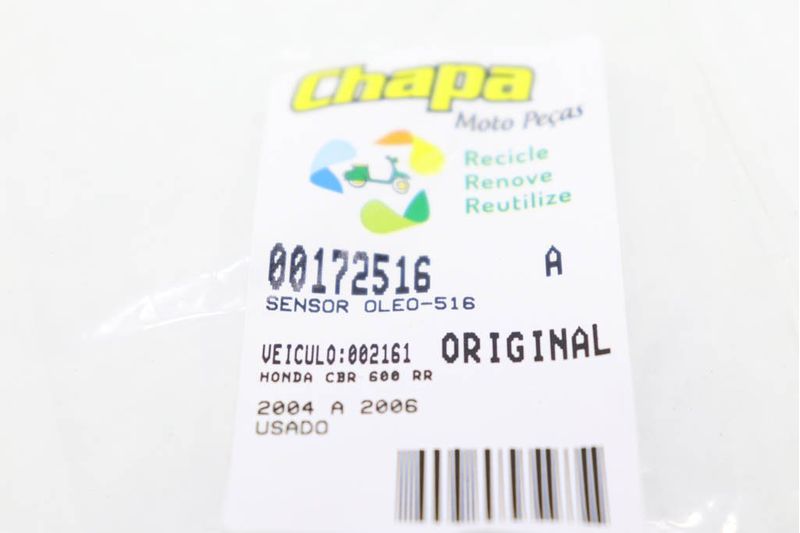 Chapa
Moto Peças
Recicle
Renove
Reutilize
00172516 A
SENSOR OLEO-516
VEICULO:002161 ORIGINAL
HONDA CBR 600 RR
2004 A 2006
USADO